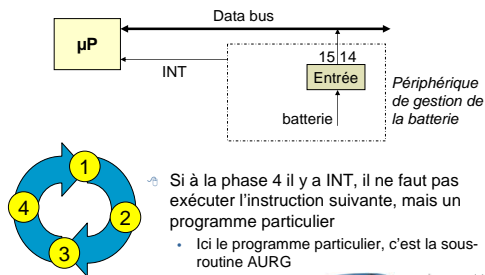 Data bus
µP
INT
15 14
Entrée
batterie
Périphérique
de gestion de
la batterie
1
2
3
4
Si à la phase 4 il y a INT, il ne faut pas
exécuter l'instruction suivante, mais un
programme particulier
• Ici le programme particulier, c'est la sous-
routine AURG